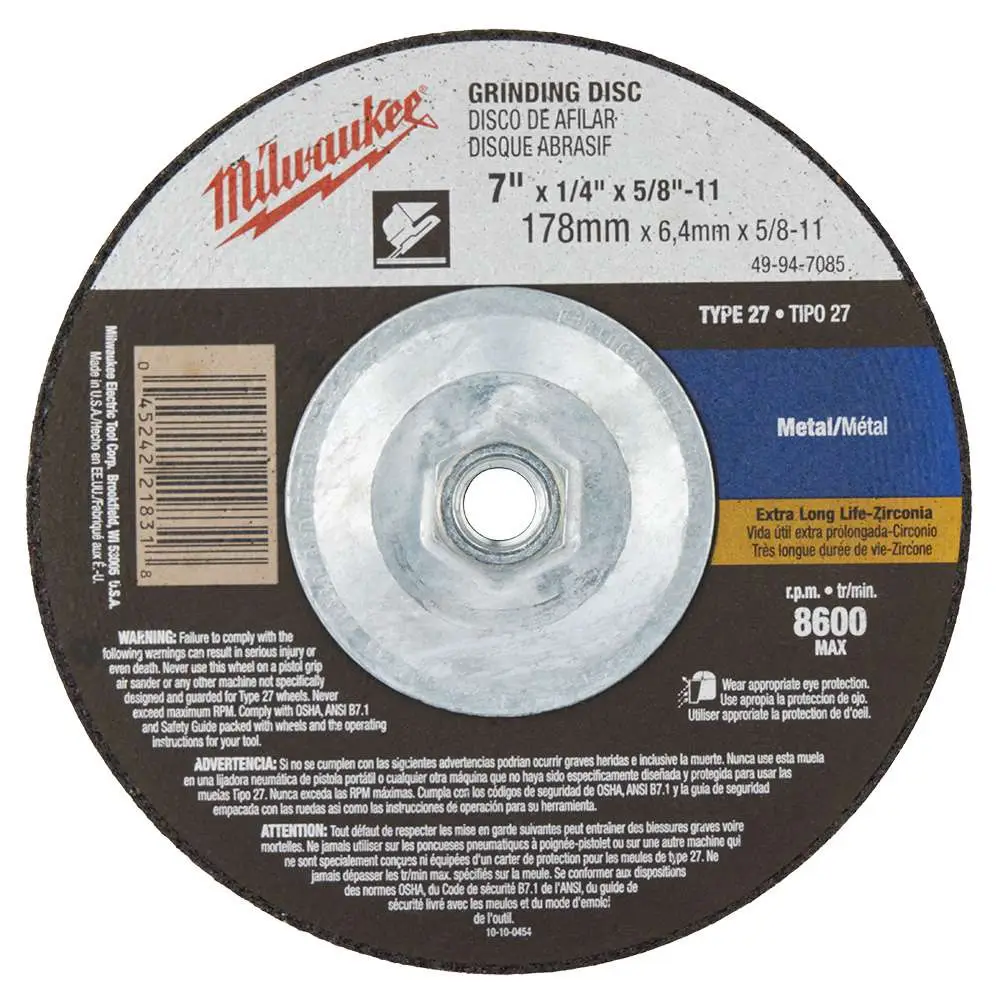 Milwaukee
GRINDING DISC
DISCO DE AFILAR
DISQUE ABRASIF
7" x 1/4" x 5/8"-11
178mm x 6,4mm x 5/8-11
49-94-7085
TYPE 27 • TIPO 27
Metal/Métal
Extra Long Life-Zirconia
Vida útil extra prolongada-Circonio
Très longue durée de vie-Zircone
r.p.m. • tr/min.
8600
MAX
Wear appropriate eye protection.
Use apropia la proteccion de ojo.
Utiliser approriate la protection de d'oeil.
Milwaukee Electric Tool Corp. Brookfield, WI 53005 U.S.A.
Made in U.S.A./Hecho en EE.UU./Fabriqué aux É.-U.
0 45242 21831 8
WARNING: Failure to comply with the
following warnings can result in serious injury or
even death. Never use this wheel on a pistol grip
air sander or any other machine not specifically
designed and guarded for Type 27 wheels. Never
exceed maximum RPM. Comply with OSHA, ANSI B7.1
and Safety Guide packed with wheels and the operating
instructions for your tool.
ADVERTENCIA: Si no se cumplen con las siguientes advertencias podrían ocurrir graves heridas e inclusive la muerte. Nunca use esta muela
en una lijadora neumática de pistola portátil o cualquier otra máquina que no haya sido especificamente diseñada y protegida para usar las
muelas Tipo 27. Nunca exceda las RPM máximas. Cumpla con los códigos de seguridad de OSHA, ANSI B7.1 y la guia de seguridad
empacada con las ruedas asi como las instrucciones de operación para su herramienta.
ATTENTION: Tout défaut de respecter les mise en garde suivantes peut entraîner des blessures graves voire
mortelles. Ne jamais utiliser sur les ponceuses pneumatiques à poignée-pistolet ou sur une autre machine qui
ne sont specialement conçues ni équipées d'un carter de protection pour les meules de type 27. Ne
jamais dépasser les tr/min max. spécifiés sur la meule. Se conformer aux dispositions
des normes OSHA, du Code de sécurité B7.1 de l'ANSI, du guide de
sécurité livré avec les meules et du mode d'emploi
de l'outil.
10-10-0454